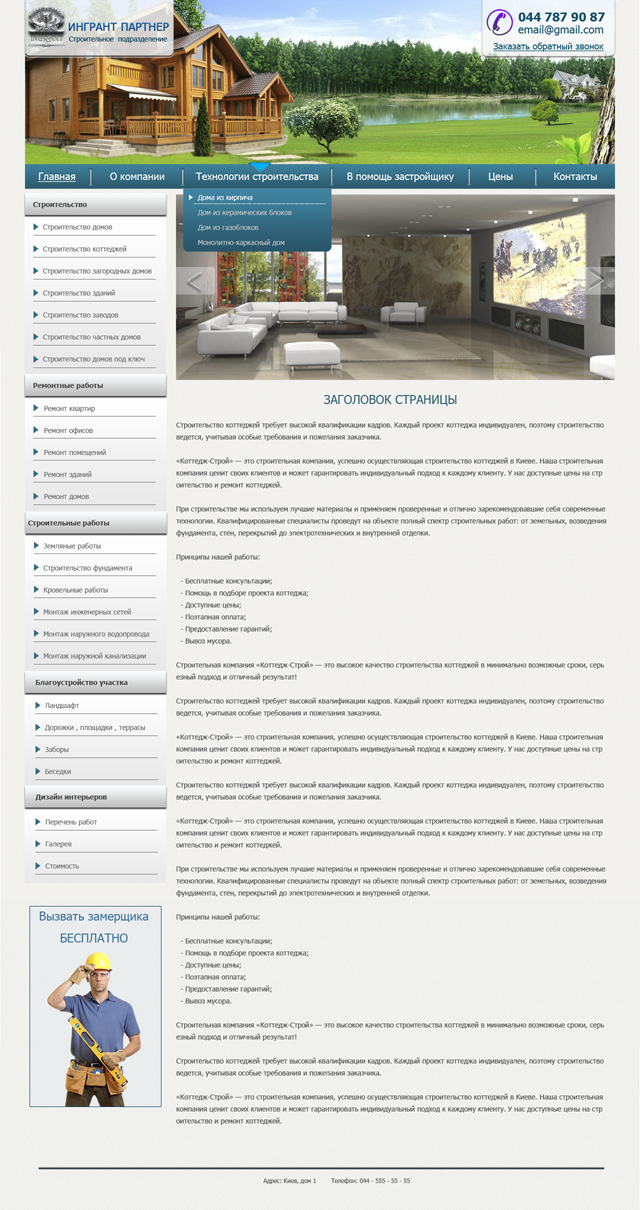 ИНГРАНТ ПАРТНЕР
Строительное подразделение
044 787 90 87
email@gmail.com
Заказать обратный звонок
Главная
О компании
Технологии строительства
В помощь застройщику
Цены
Контакты
Дома из кирпича
Дом из керамических блоков
Дом из газоблоков
Монолитно-каркасный дом
Строительство
Строительство домов
Строительство коттеджей
Строительство загородных домов
Строительство зданий
Строительство заводов
Строительство частных домов
Строительство домов под ключ
Ремонтные работы
Ремонт квартир
Ремонт офисов
Ремонт помещений
Ремонт зданий
Ремонт домов
Строительные работы
Земляные работы
Строительство фундамента
Кровельные работы
Монтаж инженерных сетей
Монтаж наружного водопровода
Монтаж наружной канализации
Благоустройство участка
Ландшафт
Дорожки , площадки , террасы
Заборы
Беседки
Дизайн интерьеров
Перечень работ
Галерея
Стоимость
Вызвать замерщика
БЕСПЛАТНО
ЗАГОЛОВОК СТРАНИЦЫ
Строительство коттеджей требует высокой квалификации кадров. Каждый проект коттеджа индивидуален, поэтому строительство
ведется, учитывая особые требования и пожелания заказчика.
«Коттедж-Строй» — это строительная компания, успешно осуществляющая строительство коттеджей в Киеве. Наша строительная
компания ценит своих клиентов и может гарантировать индивидуальный подход к каждому клиенту. У нас доступные цены на стр
оительство и ремонт коттеджей.
При строительстве мы используем лучшие материалы и применяем проверенные и отлично зарекомендовавшие себя современные
технологии. Квалифицированные специалисты проведут на объекте полный спектр строительных работ: от земельных, возведения
фундамента, стен, перекрытий до электротехнических и внутренней отделки.
Принципы нашей работы:
- Бесплатные консультации;
- Помощь в подборе проекта коттеджа;
- Доступные цены;
- Поэтапная оплата;
- Предоставление гарантий;
- Вывоз мусора.
Строительная компания «Коттедж-Строй» — это высокое качество строительства коттеджей в минимально возможные сроки, серь
езный подход и отличный результат!
Строительство коттеджей требует высокой квалификации кадров. Каждый проект коттеджа индивидуален, поэтому строительство
ведется, учитывая особые требования и пожелания заказчика.
«Коттедж-Строй» — это строительная компания, успешно осуществляющая строительство коттеджей в Киеве. Наша строительная
компания ценит своих клиентов и может гарантировать индивидуальный подход к каждому клиенту. У нас доступные цены на стр
оительство и ремонт коттеджей.
Строительство коттеджей требует высокой квалификации кадров. Каждый проект коттеджа индивидуален, поэтому строительство
ведется, учитывая особые требования и пожелания заказчика.
«Коттедж-Строй» — это строительная компания, успешно осуществляющая строительство коттеджей в Киеве. Наша строительная
компания ценит своих клиентов и может гарантировать индивидуальный подход к каждому клиенту. У нас доступные цены на стр
оительство и ремонт коттеджей.
При строительстве мы используем лучшие материалы и применяем проверенные и отлично зарекомендовавшие себя современные
технологии. Квалифицированные специалисты проведут на объекте полный спектр строительных работ: от земельных, возведения
фундамента, стен, перекрытий до электротехнических и внутренней отделки.
Принципы нашей работы:
- Бесплатные консультации;
- Помощь в подборе проекта коттеджа;
- Доступные цены;
- Поэтапная оплата;
- Предоставление гарантий;
- Вывоз мусора.
Строительная компания «Коттедж-Строй» — это высокое качество строительства коттеджей в минимально возможные сроки, серь
езный подход и отличный результат!
Строительство коттеджей требует высокой квалификации кадров. Каждый проект коттеджа индивидуален, поэтому строительство
ведется, учитывая особые требования и пожелания заказчика.
«Коттедж-Строй» — это строительная компания, успешно осуществляющая строительство коттеджей в Киеве. Наша строительная
компания ценит своих клиентов и может гарантировать индивидуальный подход к каждому клиенту. У нас доступные цены на стр
оительство и ремонт коттеджей.
Адрес: Киев, дом 1 Телефон: 044 - 555 - 55 - 55